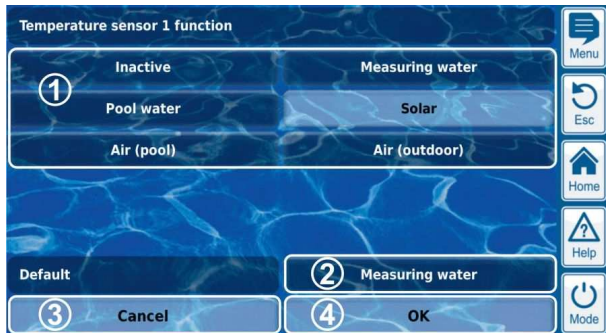 Temperature sensor 1 function
Menu
Inactive
Measuring water
1
Pool water
Solar
Esc
Air (pool)
Air (outdoor)
Home
?
Help
Default
2 Measuring water
3 Cancel
4 OK
Mode